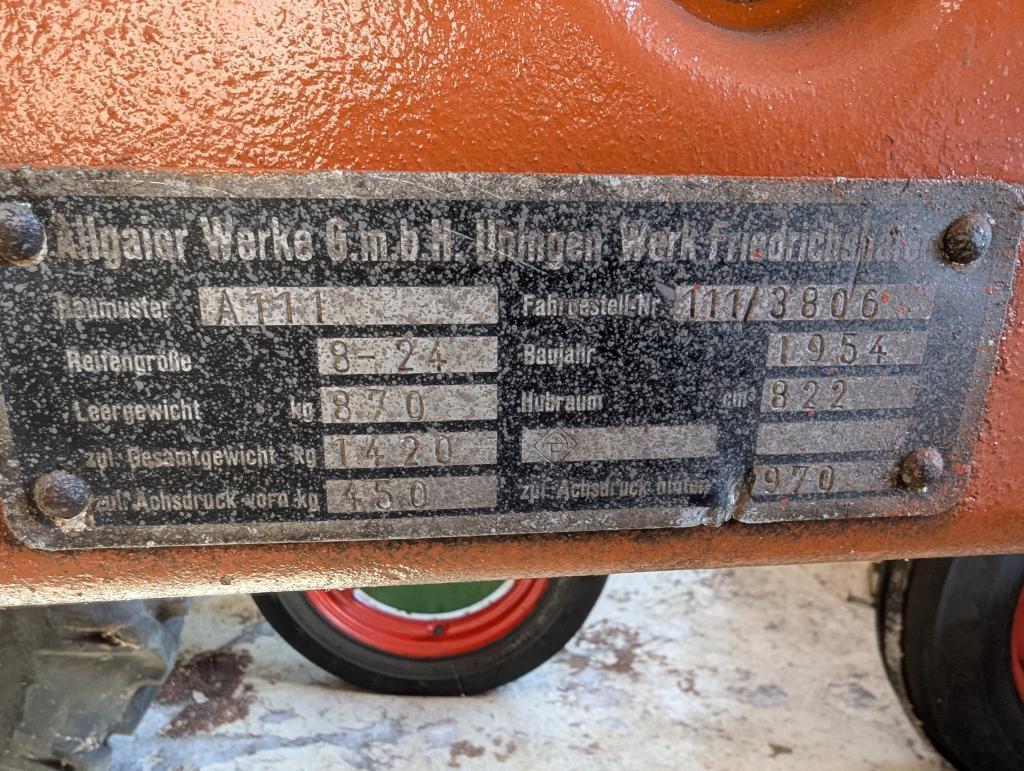 Allgaier Werke G.m.b.H. Uhingen Werk Friedrichshafen
Baumuster A111 Fahrgestell-Nr 111/3806
Reifengröße 8-24 Baujahr 1954
Leergewicht kg 870 Hubraum cm³ 822
zul. Gesamtgewicht kg 1420
zul. Achsdruck vorn kg 450 zul. Achsdruck hinten 970